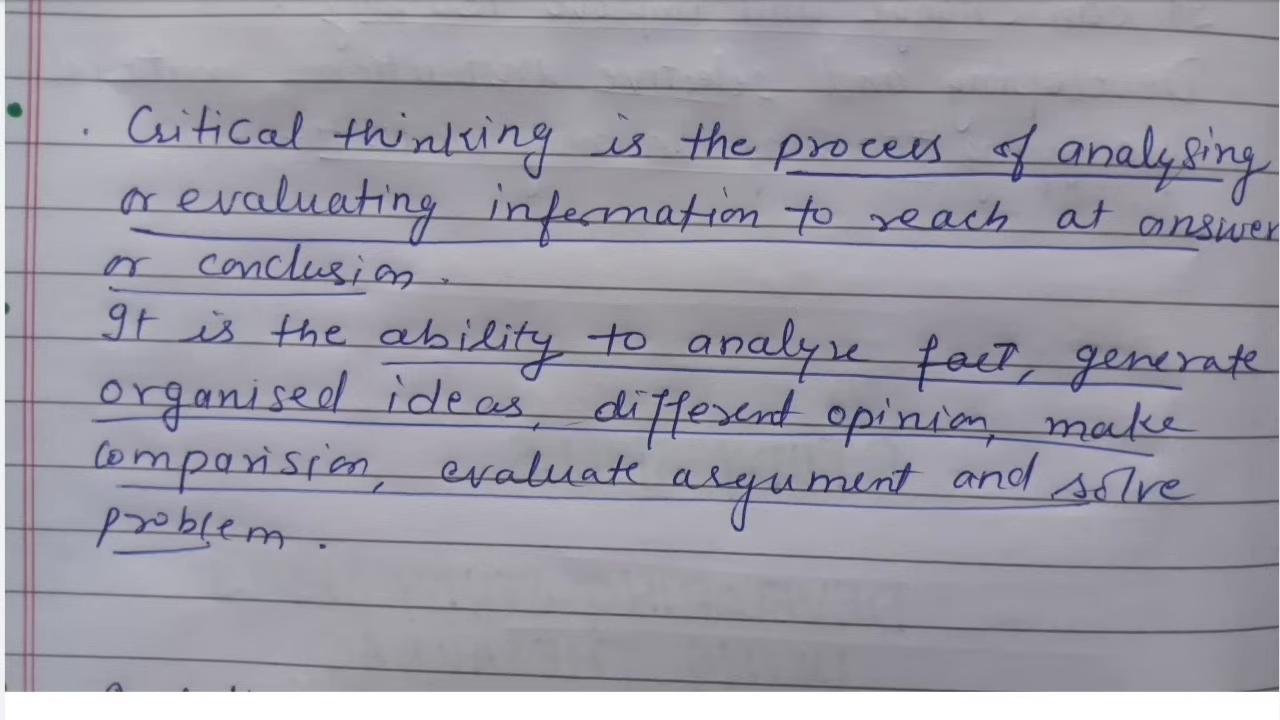 . Critical thinking is the process of analysing
or evaluating information to reach at answer
or conclusion.
It is the ability to analyze fact, generate
organised ideas, different opinion, make
comparision, evaluate argument and solve
problem.